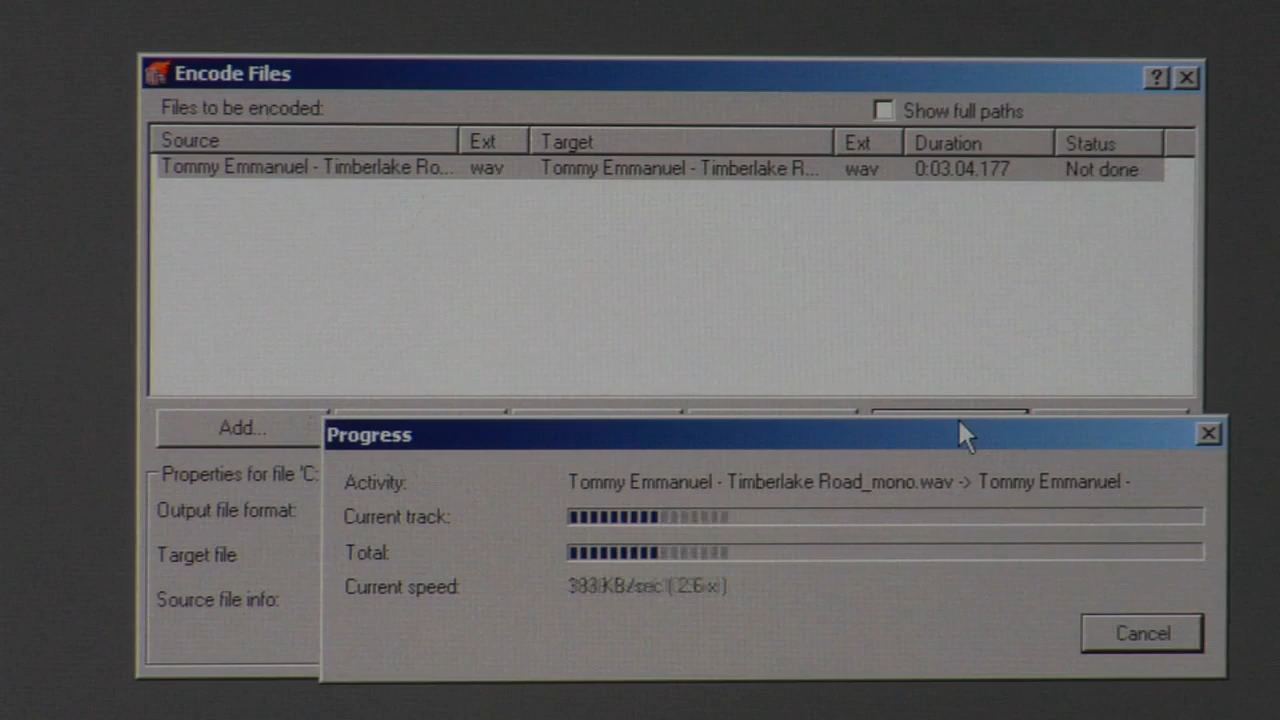 Encode Files
Files to be encoded:
Show full paths
Source Ext Target Ext Duration Status
Tommy Emmanuel - Timberlake Ro... wav Tommy Emmanuel - Timberlake R... wav 0:03.04.177 Not done
Add...
Progress
Properties for file 'C:
Activity: Tommy Emmanuel - Timberlake Road_mono.wav -> Tommy Emmanuel -
Output file format:
Current track:
Target file
Total:
Current speed: KB/sec
Source file info:
Cancel